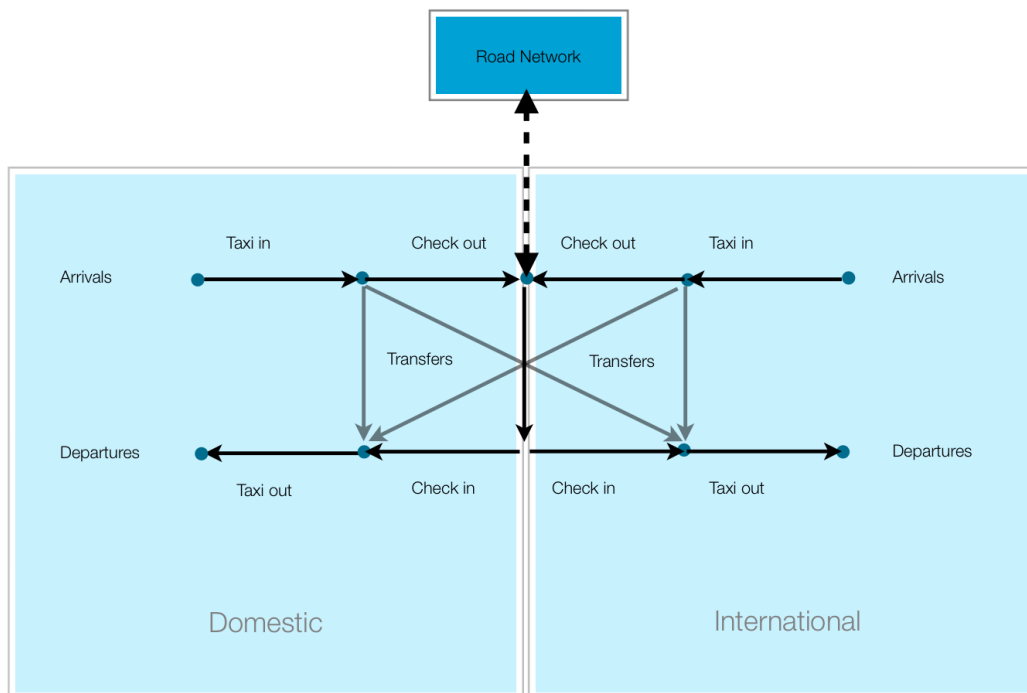 Road Network
Taxi in
Check out
Check out
Taxi in
Arrivals
Arrivals
Transfers
Transfers
Departures
Departures
Taxi out
Check in
Check in
Taxi out
Domestic
International